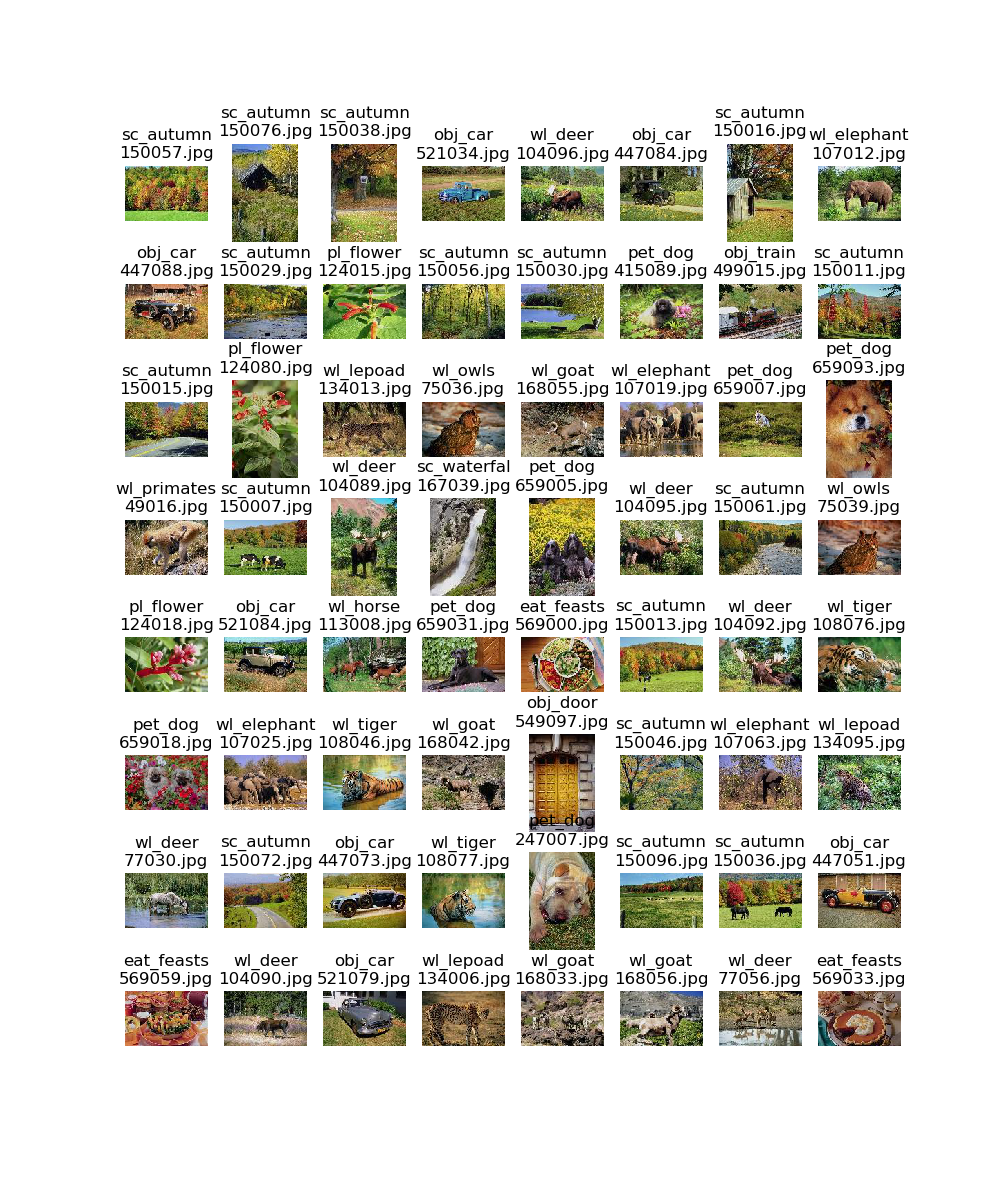 sc_autumn
150057.jpg
sc_autumn
150076.jpg
sc_autumn
150038.jpg
obj_car
521034.jpg
wl_deer
104096.jpg
obj_car
447084.jpg
sc_autumn
150016.jpg
wl_elephant
107012.jpg
obj_car
447088.jpg
sc_autumn
150029.jpg
pl_flower
124015.jpg
sc_autumn
150056.jpg
sc_autumn
150030.jpg
pet_dog
415089.jpg
obj_train
499015.jpg
sc_autumn
150011.jpg
sc_autumn
150015.jpg
pl_flower
124080.jpg
wl_lepoad
134013.jpg
wl_owls
75036.jpg
wl_goat
168055.jpg
wl_elephant
107019.jpg
pet_dog
659007.jpg
pet_dog
659093.jpg
wl_primates
49016.jpg
sc_autumn
150007.jpg
wl_deer
104089.jpg
sc_waterfal
167039.jpg
pet_dog
659005.jpg
wl_deer
104095.jpg
sc_autumn
150061.jpg
wl_owls
75039.jpg
pl_flower
124018.jpg
obj_car
521084.jpg
wl_horse
113008.jpg
pet_dog
659031.jpg
eat_feasts
569000.jpg
sc_autumn
150013.jpg
wl_deer
104092.jpg
wl_tiger
108076.jpg
pet_dog
659018.jpg
wl_elephant
107025.jpg
wl_tiger
108046.jpg
wl_goat
168042.jpg
obj_door
549097.jpg
sc_autumn
150046.jpg
wl_elephant
107063.jpg
wl_lepoad
134095.jpg
wl_deer
77030.jpg
sc_autumn
150072.jpg
obj_car
447073.jpg
wl_tiger
108077.jpg
pet_dog
247007.jpg
sc_autumn
150096.jpg
sc_autumn
150036.jpg
obj_car
447051.jpg
eat_feasts
569059.jpg
wl_deer
104090.jpg
obj_car
521079.jpg
wl_lepoad
134006.jpg
wl_goat
168033.jpg
wl_goat
168056.jpg
wl_deer
77056.jpg
eat_feasts
569033.jpg